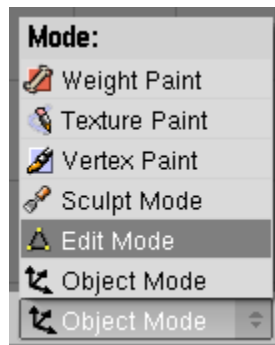 Mode:
Weight Paint
Texture Paint
Vertex Paint
Sculpt Mode
Edit Mode
Object Mode
Object Mode